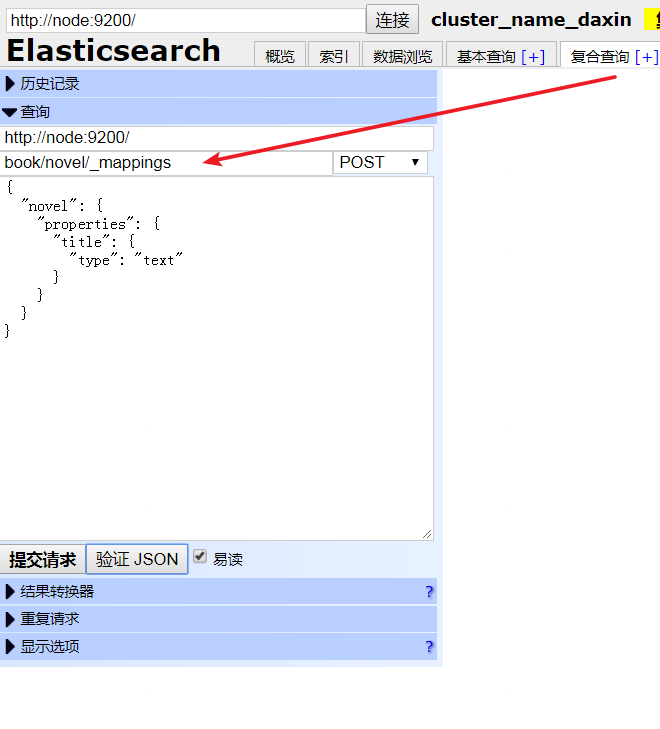 http://node:9200/ 连接 cluster_name_daxin
Elasticsearch 概览 索引 数据浏览 基本查询 [+] 复合查询 [+]
历史记录
查询
http://node:9200/
book/novel/_mappings POST
{
  "novel": {
    "properties": {
      "title": {
        "type": "text"
      }
    }
  }
}
提交请求 验证 JSON 易读
结果转换器 ?
重复请求
显示选项 ?